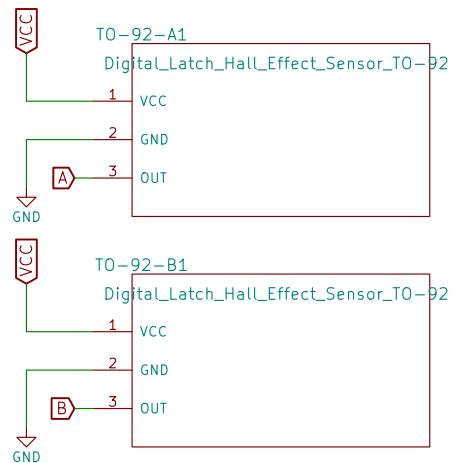 VCC
TO-92-A1
Digital_Latch_Hall_Effect_Sensor_TO-92
1 VCC
2 GND
A 3 OUT
GND
VCC
TO-92-B1
Digital_Latch_Hall_Effect_Sensor_TO-92
1 VCC
2 GND
B 3 OUT
GND